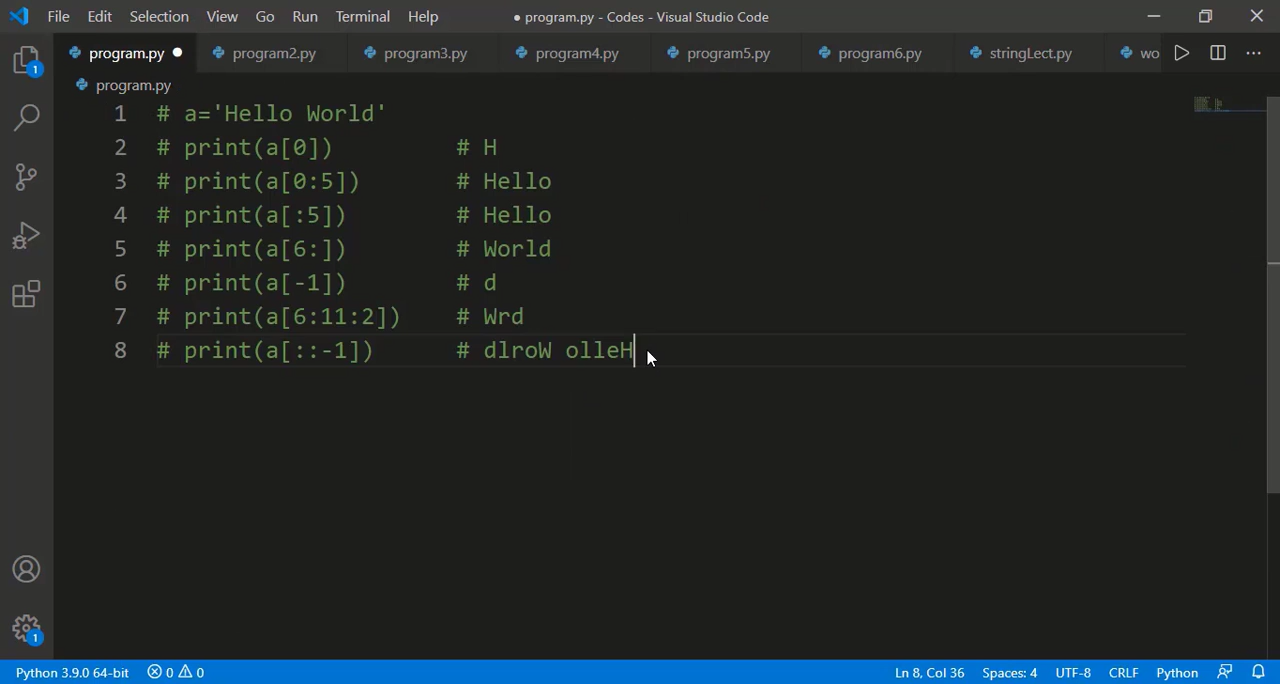 File Edit Selection View Go Run Terminal Help ● program.py - Codes - Visual Studio Code
program.py program2.py program3.py program4.py program5.py program6.py stringLect.py wo
program.py
1 # a='Hello World'
2 # print(a[0]) # H
3 # print(a[0:5]) # Hello
4 # print(a[:5]) # Hello
5 # print(a[6:]) # World
6 # print(a[-1]) # d
7 # print(a[6:11:2]) # Wrd
8 # print(a[::-1]) # dlroW olleH
1
1
Python 3.9.0 64-bit 0 0 Ln 8, Col 36 Spaces: 4 UTF-8 CRLF Python